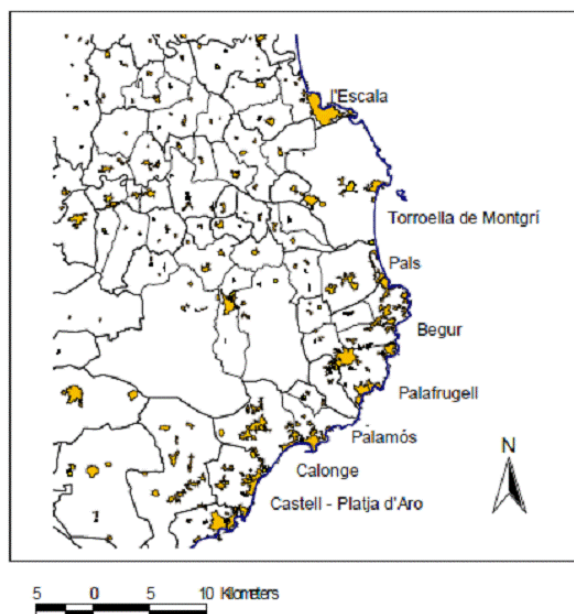 l'Escala
Torroella de Montgrí
Pals
Begur
Palafrugell
Palamós
Calonge
Castell - Platja d'Aro
N
5 0 5 10 Kilometers